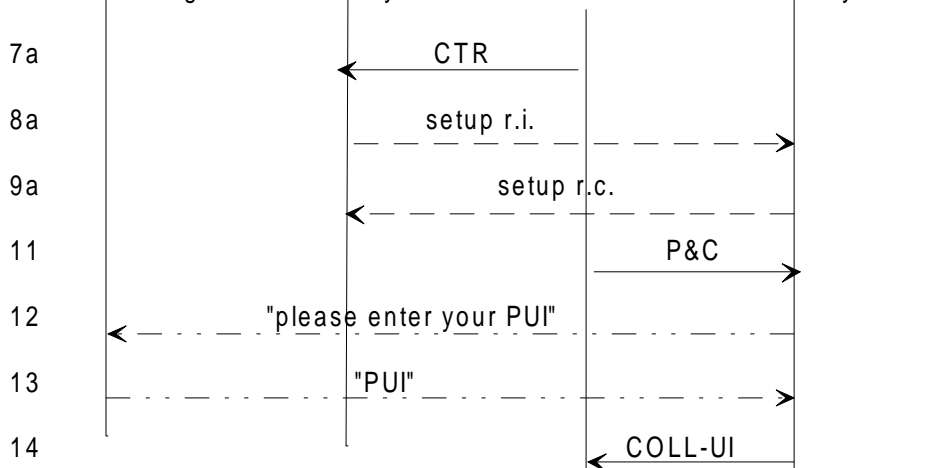 7a CTR
8a setup r.i.
9a setup r.c.
11 P&C
12 "please enter your PUI"
13 "PUI"
14 COLL-UI